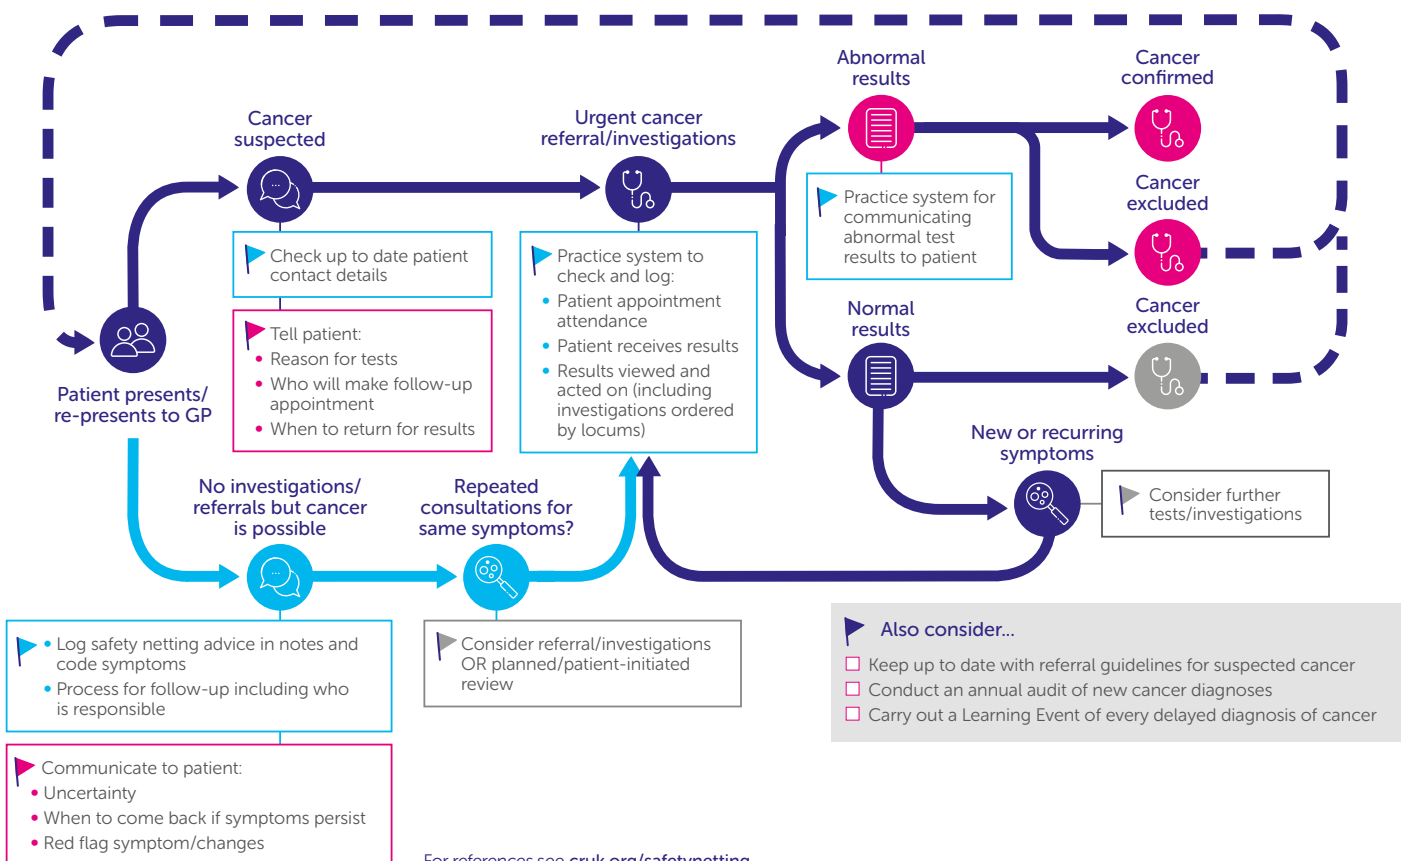 Abnormal
results
Cancer
confirmed
Cancer
suspected
Urgent cancer
referral/investigations
Cancer
excluded
Practice system for
communicating
abnormal test
results to patient
Check up to date patient
contact details
Practice system to
check and log:
• Patient appointment
attendance
• Patient receives results
• Results viewed and
acted on (including
investigations ordered
by locums)
Tell patient:
• Reason for tests
• Who will make follow-up
appointment
• When to return for results
Normal
results
Cancer
excluded
Patient presents/
re-presents to GP
New or recurring
symptoms
Consider further
tests/investigations
No investigations/
referrals but cancer
is possible
Repeated
consultations for
same symptoms?
• Log safety netting advice in notes and
code symptoms
• Process for follow-up including who
is responsible
Consider referral/investigations
OR planned/patient-initiated
review
Communicate to patient:
• Uncertainty
• When to come back if symptoms persist
• Red flag symptom/changes
Also consider...
Keep up to date with referral guidelines for suspected cancer
Conduct an annual audit of new cancer diagnoses
Carry out a Learning Event of every delayed diagnosis of cancer
For references see cruk.org/safetynetting